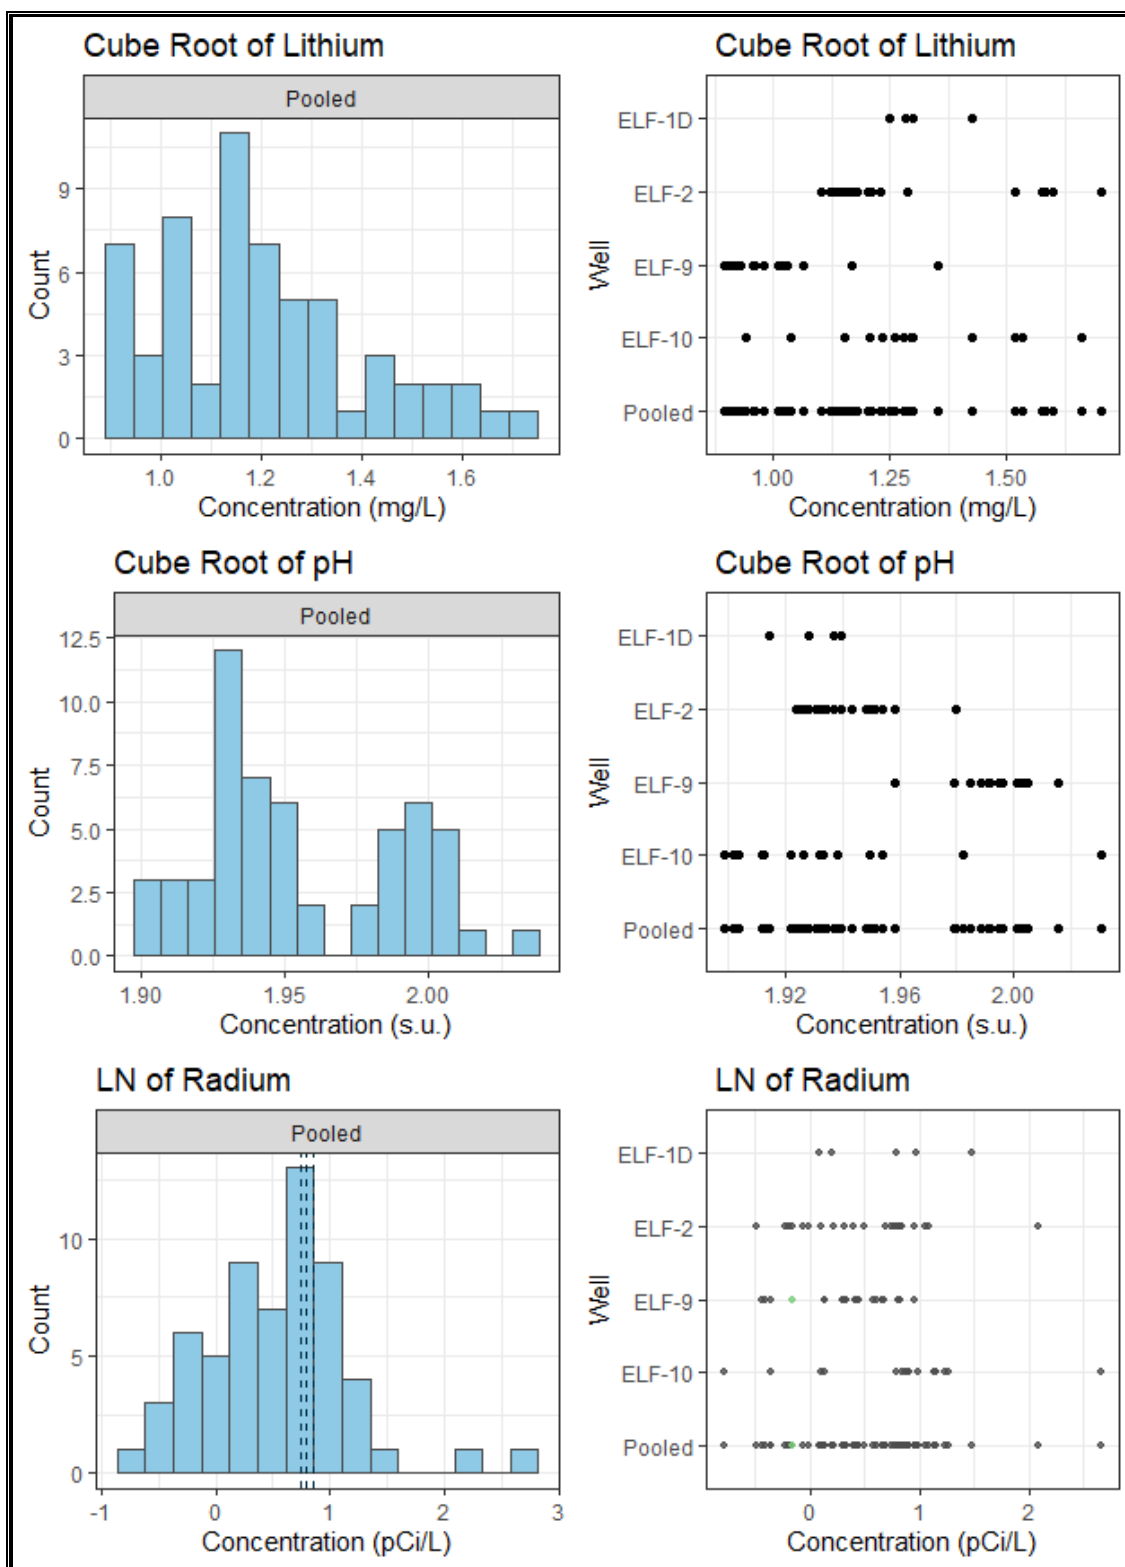 Cube Root of Lithium
Pooled
Count
9
6
3
0
1.0 1.2 1.4 1.6
Concentration (mg/L)
Cube Root of Lithium
Well
ELF-1D
ELF-2
ELF-9
ELF-10
Pooled
1.00 1.25 1.50
Concentration (mg/L)
Cube Root of pH
Pooled
Count
12.5
10.0
7.5
5.0
2.5
0.0
1.90 1.95 2.00
Concentration (s.u.)
Cube Root of pH
Well
ELF-1D
ELF-2
ELF-9
ELF-10
Pooled
1.92 1.96 2.00
Concentration (s.u.)
LN of Radium
Pooled
Count
10
5
0
-1 0 1 2 3
Concentration (pCi/L)
LN of Radium
Well
ELF-1D
ELF-2
ELF-9
ELF-10
Pooled
0 1 2
Concentration (pCi/L)